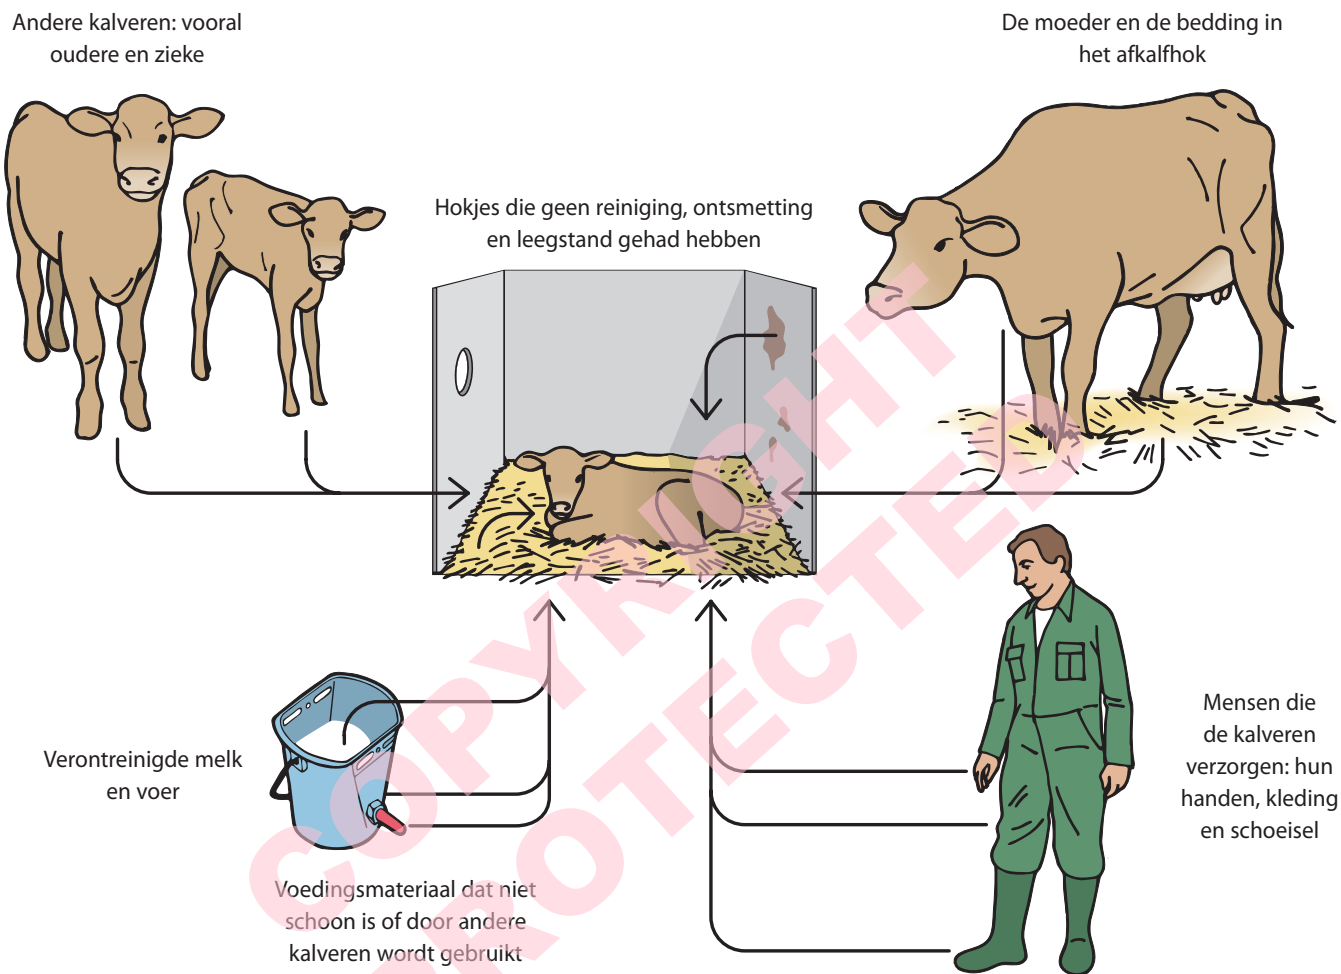 Andere kalveren: vooral
oudere en zieke
De moeder en de bedding in
het afkalfhok
Hokjes die geen reiniging, ontsmetting
en leegstand gehad hebben
Verontreinigde melk
en voer
Voedingsmateriaal dat niet
schoon is of door andere
kalveren wordt gebruikt
Mensen die
de kalveren
verzorgen: hun
handen, kleding
en schoeisel
COPYRIGHT
PROTECTED